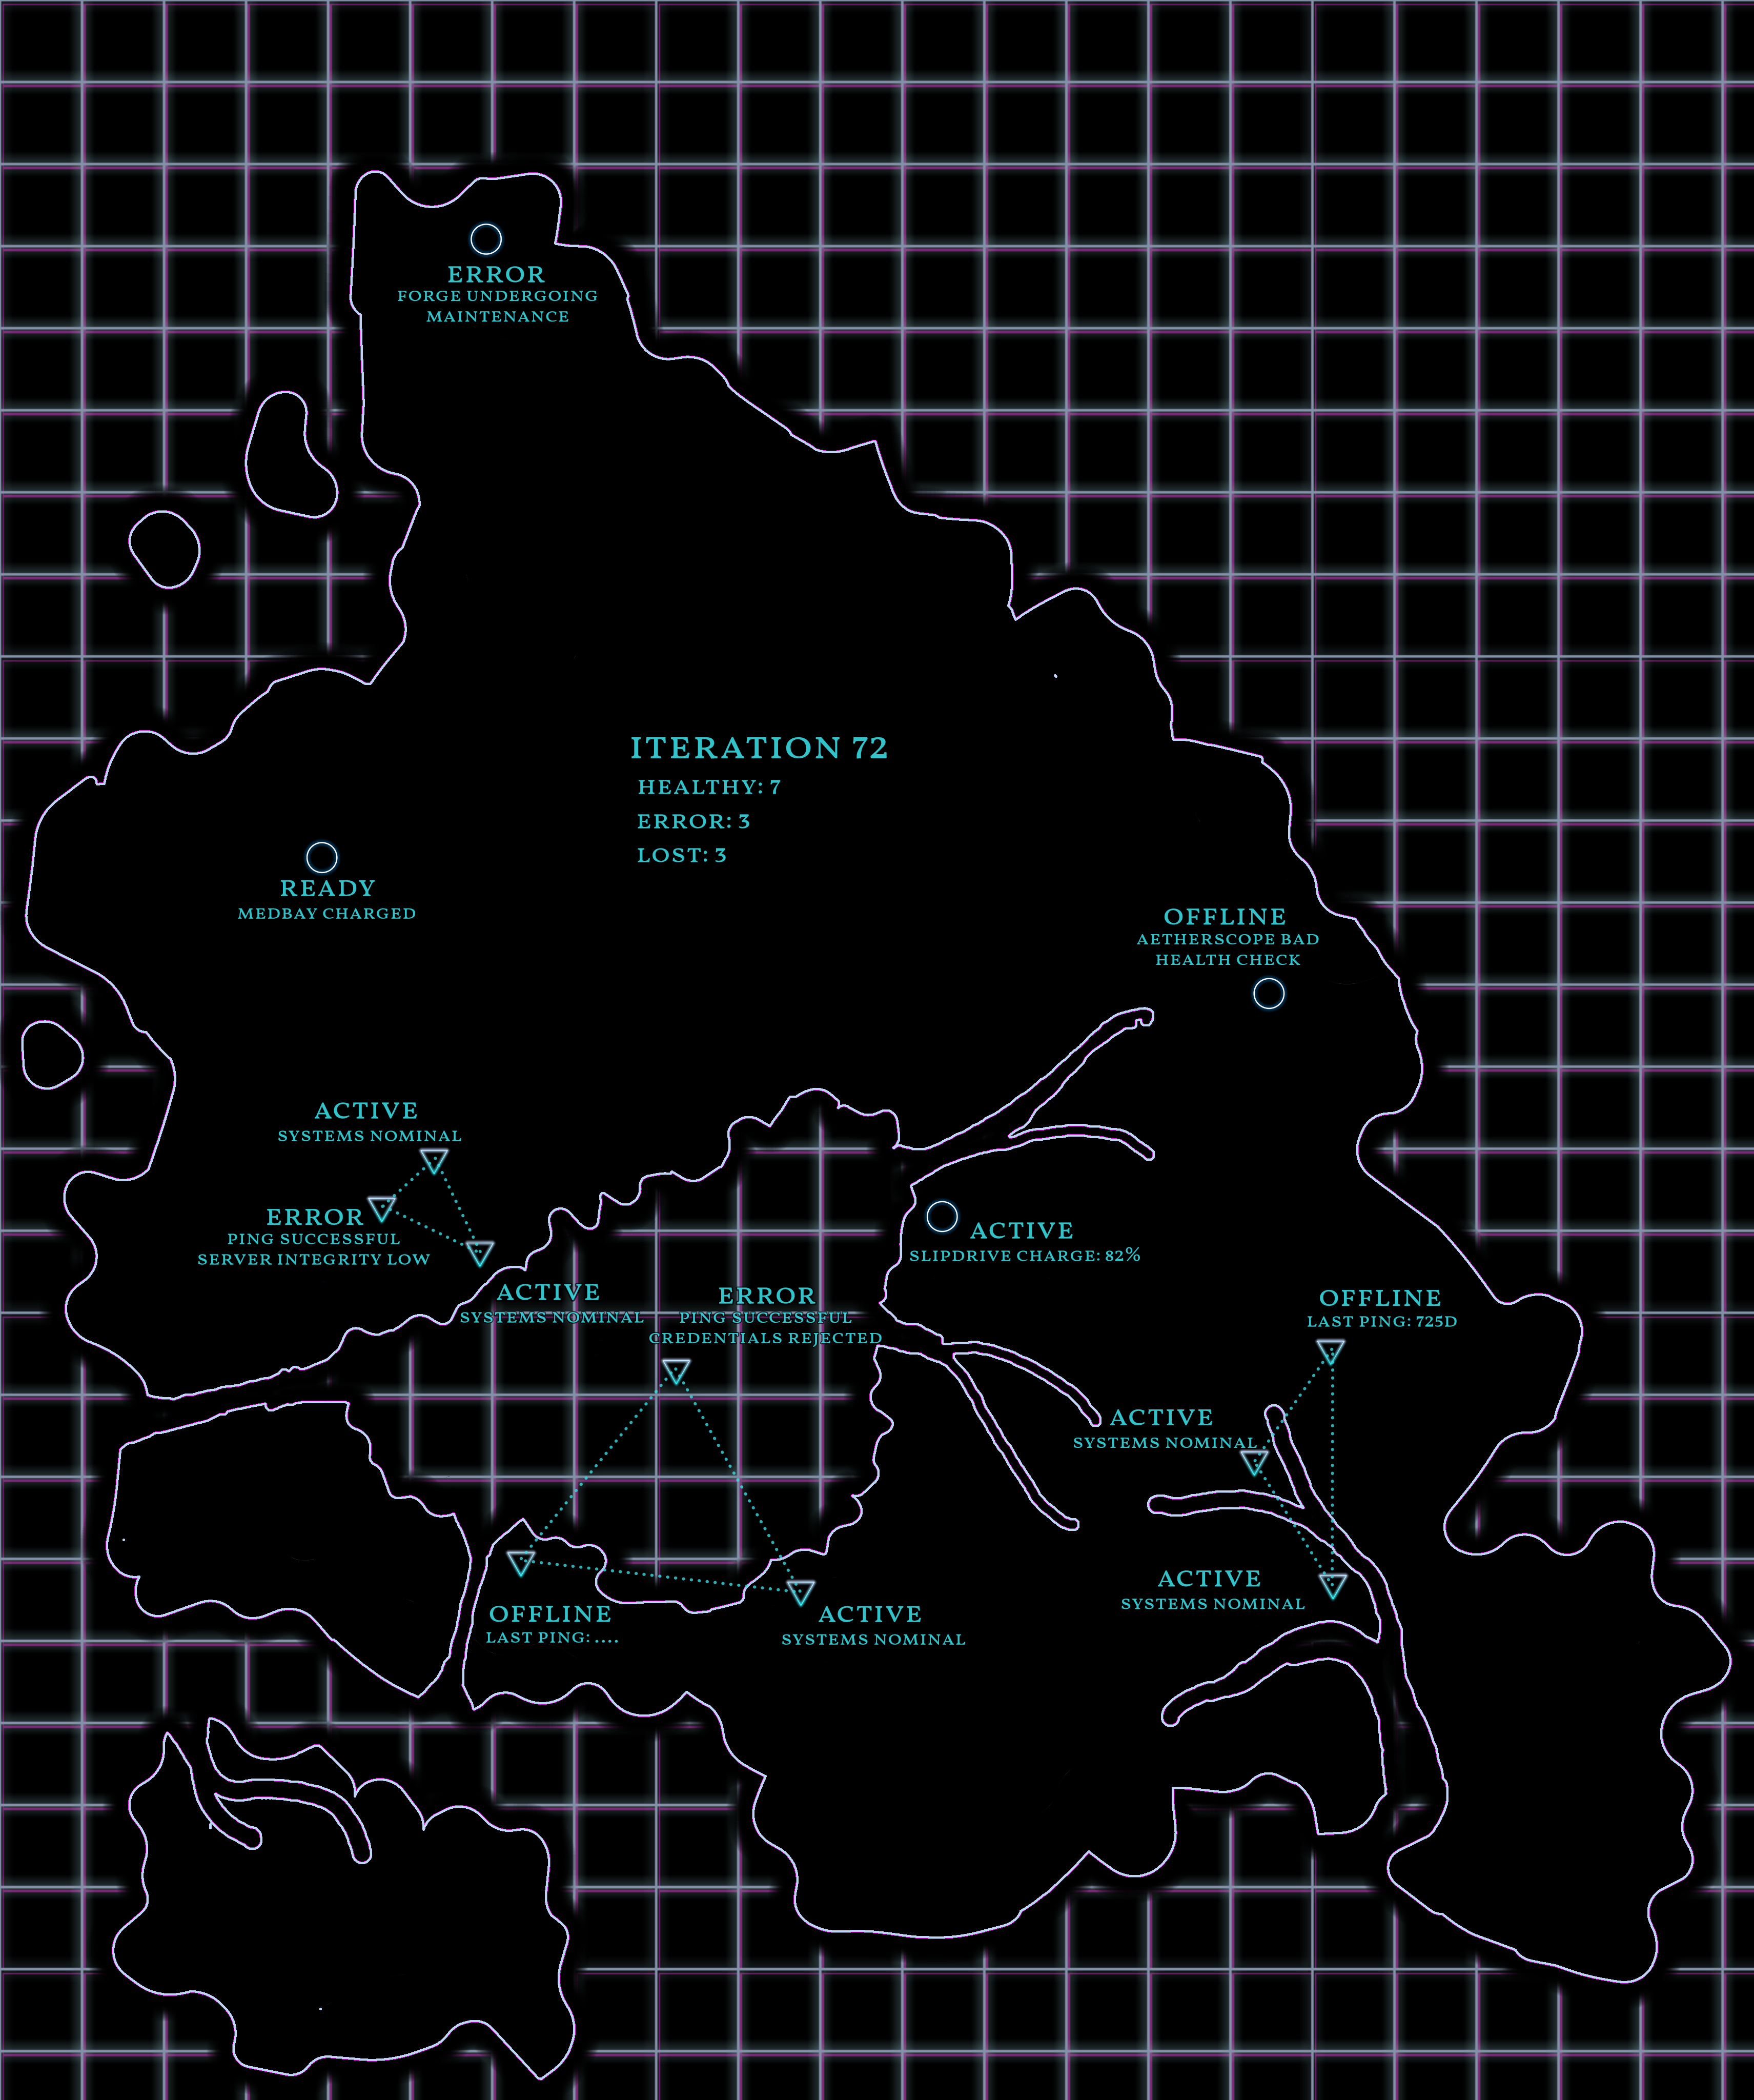 ERROR
FORGE UNDERGOING
MAINTENANCE
ITERATION 72
HEALTHY: 7
ERROR: 3
LOST: 3
READY
MEDBAY CHARGED
OFFLINE
AETHERSCOPE BAD
HEALTH CHECK
ACTIVE
SYSTEMS NOMINAL
ERROR
PING SUCCESSFUL
SERVER INTEGRITY LOW
ACTIVE
SLIPDRIVE CHARGE: 82%
ACTIVE
SYSTEMS NOMINAL
ERROR
PING SUCCESSFUL
CREDENTIALS REJECTED
OFFLINE
LAST PING: 725D
ACTIVE
SYSTEMS NOMINAL
ACTIVE
SYSTEMS NOMINAL
OFFLINE
LAST PING: ....
ACTIVE
SYSTEMS NOMINAL